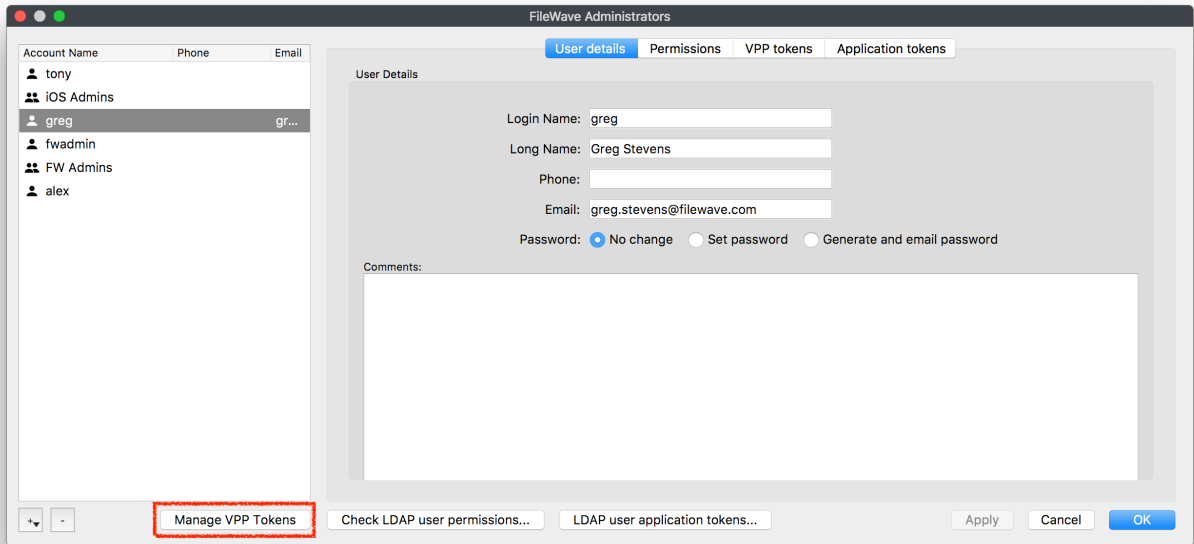 FileWave Administrators
Account Name Phone Email
tony
iOS Admins
greg gr...
fwadmin
FW Admins
alex
User details Permissions VPP tokens Application tokens
User Details
Login Name: greg
Long Name: Greg Stevens
Phone:
Email: greg.stevens@filewave.com
Password: No change Set password Generate and email password
Comments:
+ - Manage VPP Tokens Check LDAP user permissions... LDAP user application tokens... Apply Cancel OK